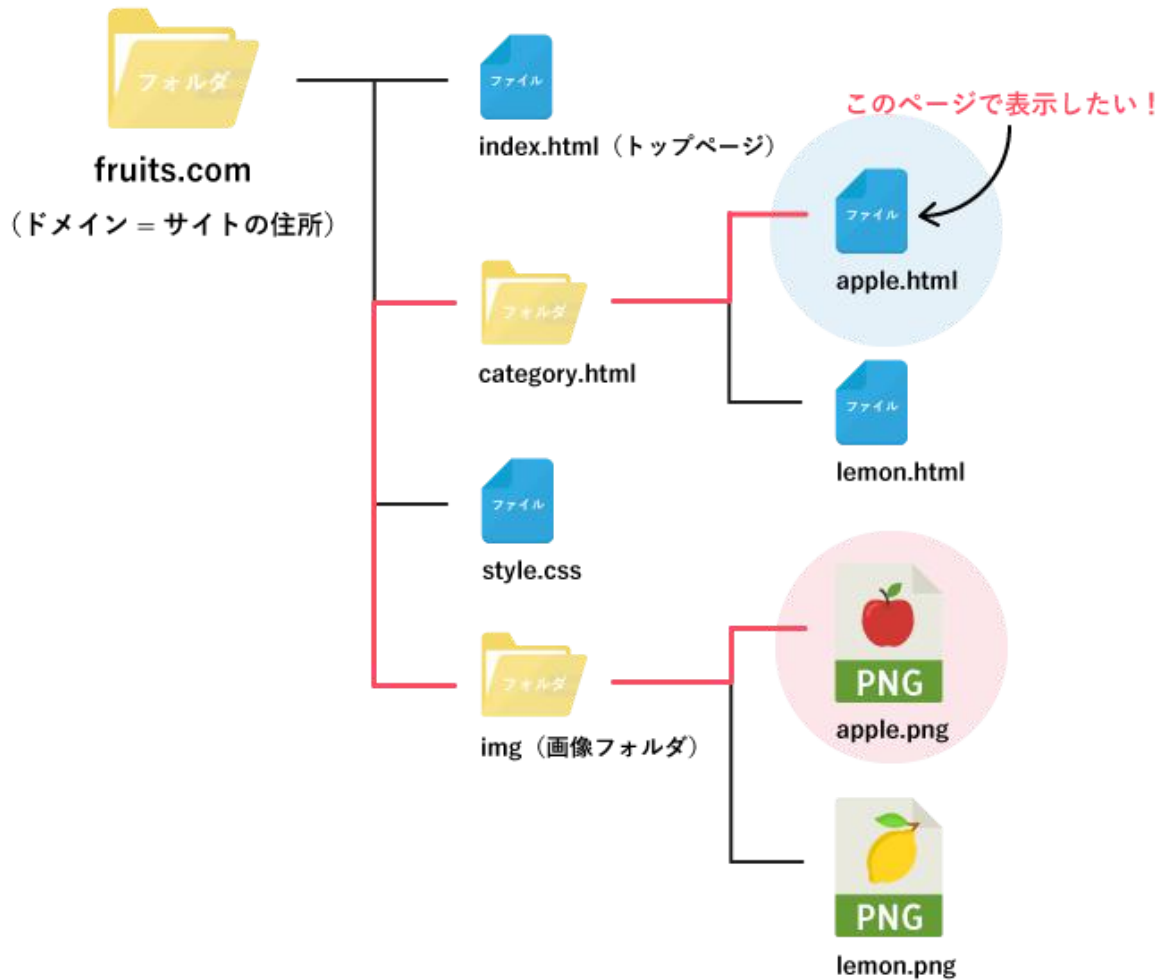 フォルダ
fruits.com
（ドメイン = サイトの住所）
ファイル
index.html（トップページ）
このページで表示したい！
ファイル
apple.html
フォルダ
category.html
ファイル
lemon.html
ファイル
style.css
PNG
apple.png
フォルダ
img（画像フォルダ）
PNG
lemon.png